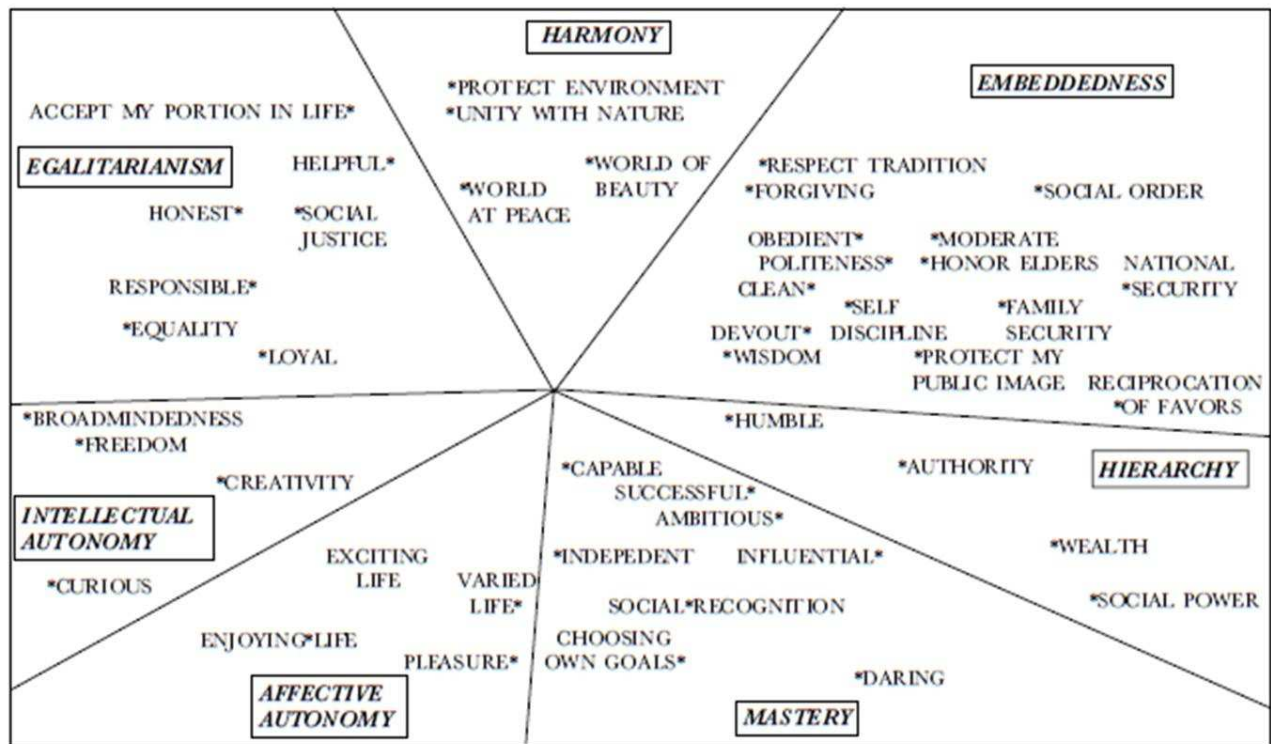 HARMONY
*PROTECT ENVIRONMENT
*UNITY WITH NATURE
*WORLD OF
BEAUTY
*WORLD
AT PEACE
EMBEDDEDNESS
*RESPECT TRADITION
*FORGIVING
*SOCIAL ORDER
OBEDIENT*
*MODERATE
POLITENESS*
*HONOR ELDERS
NATIONAL
*SECURITY
CLEAN*
*SELF
DISCIPLINE
*FAMILY
SECURITY
DEVOUT*
*WISDOM
*PROTECT MY
PUBLIC IMAGE
RECIPROCATION
*OF FAVORS
ACCEPT MY PORTION IN LIFE*
EGALITARIANISM
HELPFUL*
HONEST*
*SOCIAL
JUSTICE
RESPONSIBLE*
*EQUALITY
*LOYAL
*BROADMINDEDNESS
*FREEDOM
*CREATIVITY
INTELLECTUAL
AUTONOMY
*CURIOUS
EXCITING
LIFE
VARIED
LIFE*
ENJOYING*LIFE
PLEASURE*
AFFECTIVE
AUTONOMY
*CAPABLE
SUCCESSFUL*
AMBITIOUS*
*INDEPEDENT
INFLUENTIAL*
SOCIAL*RECOGNITION
CHOOSING
OWN GOALS*
*DARING
MASTERY
*HUMBLE
*AUTHORITY
HIERARCHY
*WEALTH
*SOCIAL POWER